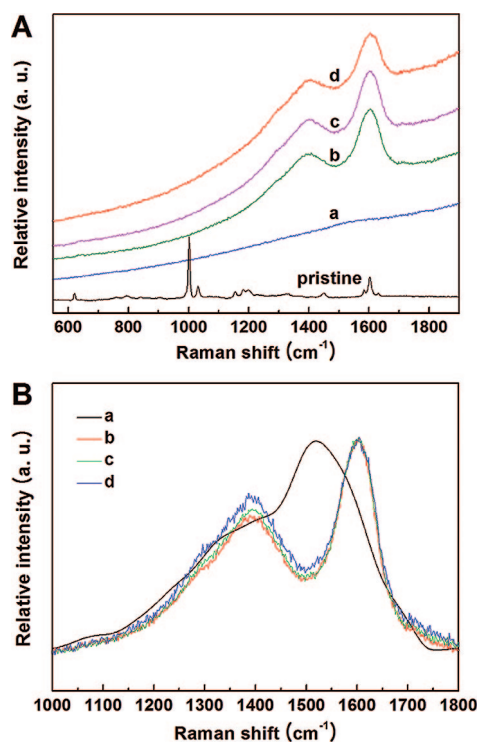 A
Relative intensity (a. u.)
d
c
b
a
pristine
600 800 1000 1200 1400 1600 1800
Raman shift (cm-1)
B
Relative intensity (a. u.)
a
b
c
d
1000 1100 1200 1300 1400 1500 1600 1700 1800
Raman shift (cm-1)